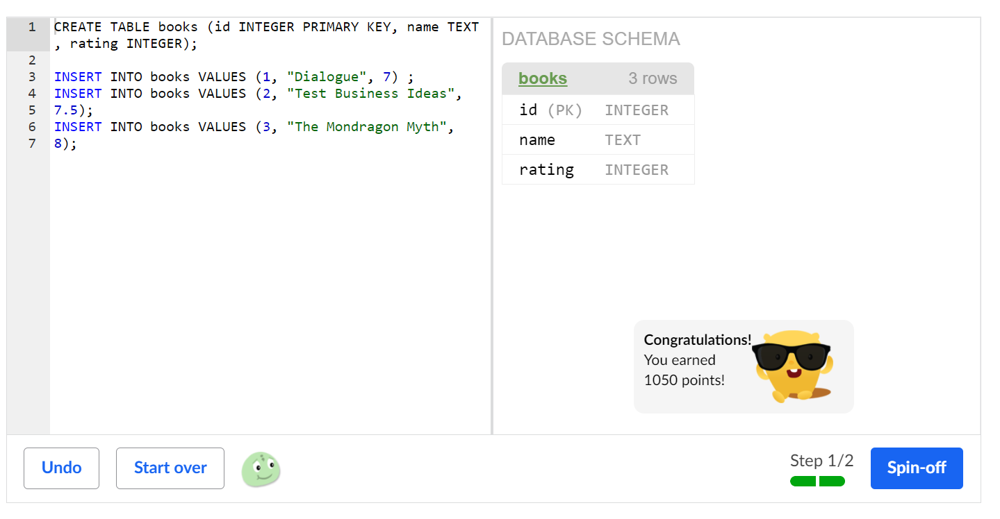 1 CREATE TABLE books (id INTEGER PRIMARY KEY, name TEXT
, rating INTEGER);
2
3 INSERT INTO books VALUES (1, "Dialogue", 7) ;
4 INSERT INTO books VALUES (2, "Test Business Ideas",
5 7.5);
6 INSERT INTO books VALUES (3, "The Mondragon Myth",
7 8);
DATABASE SCHEMA
books 3 rows
id (PK) INTEGER
name TEXT
rating INTEGER
Congratulations!
You earned
1050 points!
Undo
Start over
Step 1/2
Spin-off